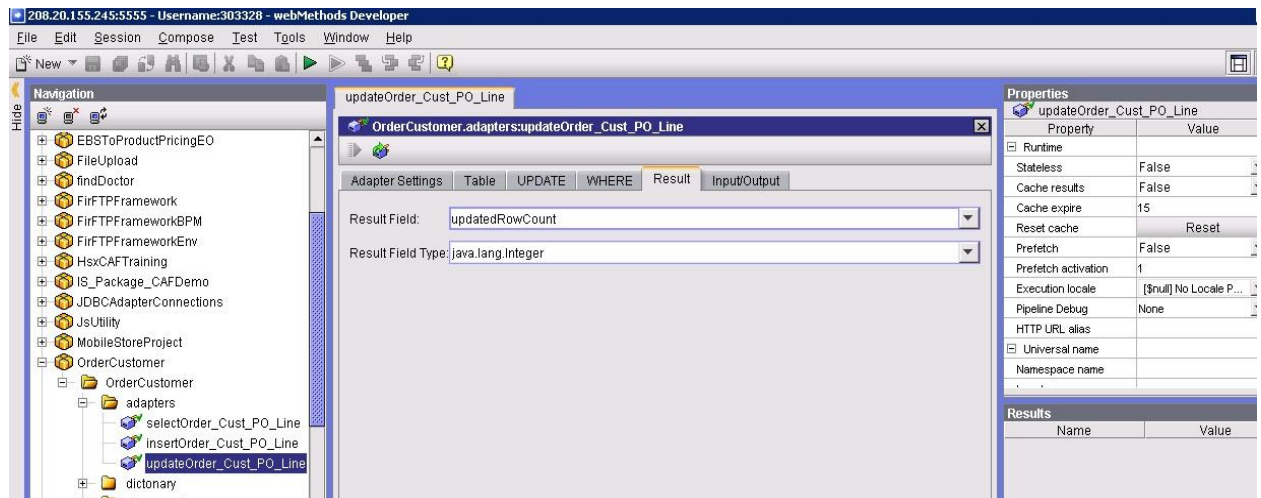 208.20.155.245:5555 - Username:303328 - webMethods Developer
File Edit Session Compose Test Tools Window Help
New
Hide
Navigation
EBSToProductPricingEO
FileUpload
findDoctor
FirFTPFramework
FirFTPFrameworkBPM
FirFTPFrameworkEnv
HsxCAFTraining
IS_Package_CAFDemo
JDBCAdapterConnections
JsUtility
MobileStoreProject
OrderCustomer
OrderCustomer
adapters
selectOrder_Cust_PO_Line
insertOrder_Cust_PO_Line
updateOrder_Cust_PO_Line
dictonary
updateOrder_Cust_PO_Line
OrderCustomer.adapters:updateOrder_Cust_PO_Line
Adapter Settings Table UPDATE WHERE Result Input/Output
Result Field: updatedRowCount
Result Field Type: java.lang.Integer
Properties
updateOrder_Cust_PO_Line
Property Value
Runtime
Stateless False
Cache results False
Cache expire 15
Reset cache Reset
Prefetch False
Prefetch activation 1
Execution locale [$null] No Locale P...
Pipeline Debug None
HTTP URL alias
Universal name
Namespace name
Results
Name Value